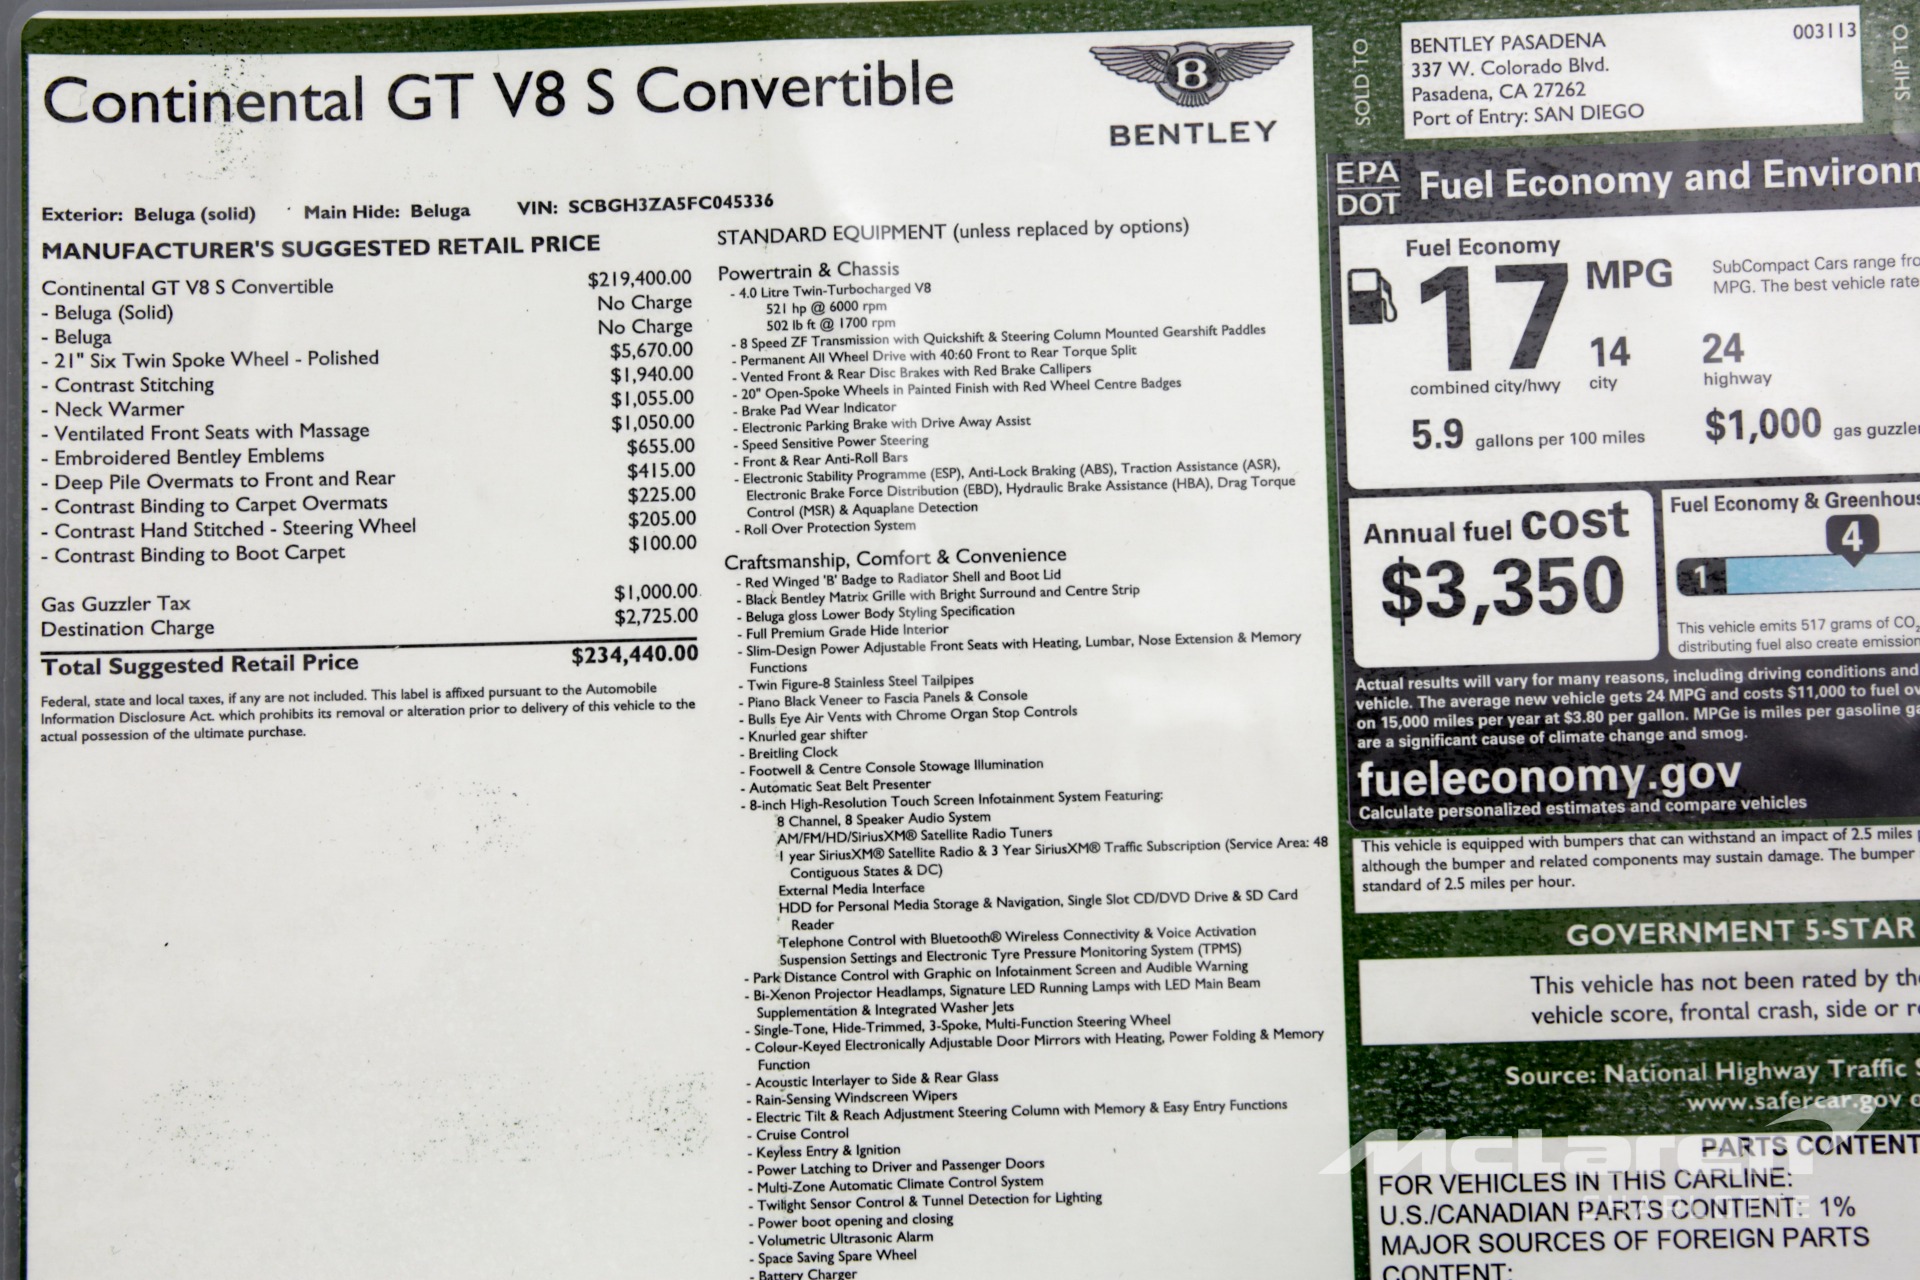 Continental GT V8 S Convertible
B
BENTLEY
Exterior: Beluga (solid) Main Hide: Beluga VIN: SCBGH3ZA5FC045336
MANUFACTURER'S SUGGESTED RETAIL PRICE
Continental GT V8 S Convertible $219,400.00
- Beluga (Solid) No Charge
- Beluga No Charge
- 21" Six Twin Spoke Wheel - Polished $5,670.00
- Contrast Stitching $1,940.00
- Neck Warmer $1,055.00
- Ventilated Front Seats with Massage $1,050.00
- Embroidered Bentley Emblems $655.00
- Deep Pile Overmats to Front and Rear $415.00
- Contrast Binding to Carpet Overmats $225.00
- Contrast Hand Stitched - Steering Wheel $205.00
- Contrast Binding to Boot Carpet $100.00
Gas Guzzler Tax $1,000.00
Destination Charge $2,725.00
Total Suggested Retail Price $234,440.00
Federal, state and local taxes, if any are not included. This label is affixed pursuant to the Automobile
Information Disclosure Act. which prohibits its removal or alteration prior to delivery of this vehicle to the
actual possession of the ultimate purchase.
STANDARD EQUIPMENT (unless replaced by options)
Powertrain & Chassis
- 4.0 Litre Twin-Turbocharged V8
521 hp @ 6000 rpm
502 lb ft @ 1700 rpm
- 8 Speed ZF Transmission with Quickshift & Steering Column Mounted Gearshift Paddles
- Permanent All Wheel Drive with 40:60 Front to Rear Torque Split
- Vented Front & Rear Disc Brakes with Red Brake Callipers
- 20" Open-Spoke Wheels in Painted Finish with Red Wheel Centre Badges
- Brake Pad Wear Indicator
- Electronic Parking Brake with Drive Away Assist
- Speed Sensitive Power Steering
- Front & Rear Anti-Roll Bars
- Electronic Stability Programme (ESP), Anti-Lock Braking (ABS), Traction Assistance (ASR),
Electronic Brake Force Distribution (EBD), Hydraulic Brake Assistance (HBA), Drag Torque
Control (MSR) & Aquaplane Detection
- Roll Over Protection System
Craftsmanship, Comfort & Convenience
- Red Winged 'B' Badge to Radiator Shell and Boot Lid
- Black Bentley Matrix Grille with Bright Surround and Centre Strip
- Beluga gloss Lower Body Styling Specification
- Full Premium Grade Hide Interior
- Slim-Design Power Adjustable Front Seats with Heating, Lumbar, Nose Extension & Memory
Functions
- Twin Figure-8 Stainless Steel Tailpipes
- Piano Black Veneer to Fascia Panels & Console
- Bulls Eye Air Vents with Chrome Organ Stop Controls
- Knurled gear shifter
- Breitling Clock
- Footwell & Centre Console Stowage Illumination
- Automatic Seat Belt Presenter
- 8-inch High-Resolution Touch Screen Infotainment System Featuring:
8 Channel, 8 Speaker Audio System
AM/FM/HD/SiriusXM® Satellite Radio Tuners
1 year SiriusXM® Satellite Radio & 3 Year SiriusXM® Traffic Subscription (Service Area: 48
Contiguous States & DC)
External Media Interface
HDD for Personal Media Storage & Navigation, Single Slot CD/DVD Drive & SD Card
Reader
Telephone Control with Bluetooth® Wireless Connectivity & Voice Activation
Suspension Settings and Electronic Tyre Pressure Monitoring System (TPMS)
- Park Distance Control with Graphic on Infotainment Screen and Audible Warning
- Bi-Xenon Projector Headlamps, Signature LED Running Lamps with LED Main Beam
Supplementation & Integrated Washer Jets
- Single-Tone, Hide-Trimmed, 3-Spoke, Multi-Function Steering Wheel
- Colour-Keyed Electronically Adjustable Door Mirrors with Heating, Power Folding & Memory
Function
- Acoustic Interlayer to Side & Rear Glass
- Rain-Sensing Windscreen Wipers
- Electric Tilt & Reach Adjustment Steering Column with Memory & Easy Entry Functions
- Cruise Control
- Keyless Entry & Ignition
- Power Latching to Driver and Passenger Doors
- Multi-Zone Automatic Climate Control System
- Twilight Sensor Control & Tunnel Detection for Lighting
- Power boot opening and closing
- Volumetric Ultrasonic Alarm
- Space Saving Spare Wheel
- Battery Charger
SOLD TO
BENTLEY PASADENA 003113
337 W. Colorado Blvd.
Pasadena, CA 27262
Port of Entry: SAN DIEGO
SHIP TO
EPA
DOT
Fuel Economy and Environm
Fuel Economy
17 MPG
SubCompact Cars range fro
MPG. The best vehicle rate
14 24
combined city/hwy city highway
5.9 gallons per 100 miles
$1,000 gas guzzler
Annual fuel cost
$3,350
Fuel Economy & Greenhous
4
1
This vehicle emits 517 grams of CO2
distributing fuel also create emission
Actual results will vary for many reasons, including driving conditions and
vehicle. The average new vehicle gets 24 MPG and costs $11,000 to fuel ov
on 15,000 miles per year at $3.80 per gallon. MPGe is miles per gasoline ga
are a significant cause of climate change and smog.
fueleconomy.gov
Calculate personalized estimates and compare vehicles
This vehicle is equipped with bumpers that can withstand an impact of 2.5 miles p
although the bumper and related components may sustain damage. The bumper
standard of 2.5 miles per hour.
GOVERNMENT 5-STAR
This vehicle has not been rated by the
vehicle score, frontal crash, side or r
Source: National Highway Traffic S
www.safercar.gov o
McLaren
CHARLOTTE
PARTS CONTENT
FOR VEHICLES IN THIS CARLINE:
U.S./CANADIAN PARTS CONTENT: 1%
MAJOR SOURCES OF FOREIGN PARTS
CONTENT: